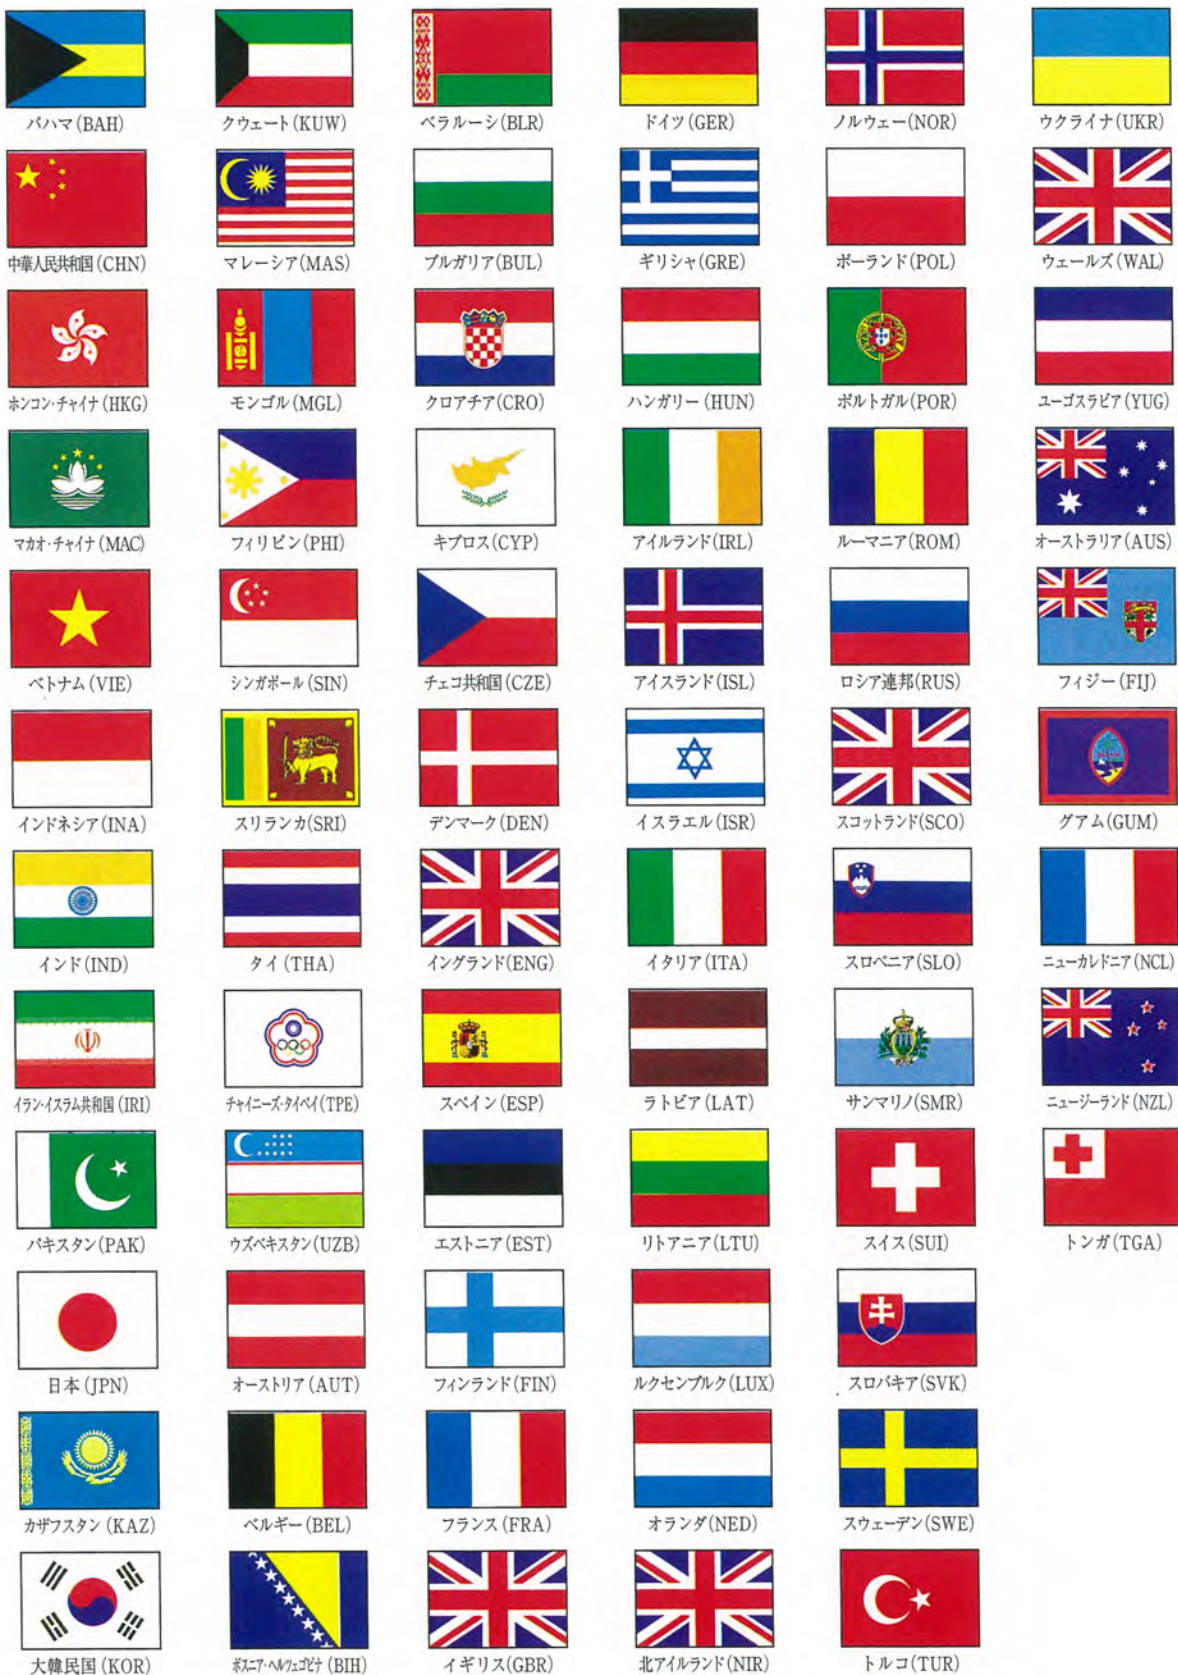 バハマ(BAH)
クウェート(KUW)
ベラルーシ(BLR)
ドイツ(GER)
ノルウェー(NOR)
ウクライナ(UKR)
中華人民共和国(CHN)
マレーシア(MAS)
ブルガリア(BUL)
ギリシャ(GRE)
ポーランド(POL)
ウェールズ(WAL)
ホンコン・チャイナ(HKG)
モンゴル(MGL)
クロアチア(CRO)
ハンガリー(HUN)
ポルトガル(POR)
ユーゴスラビア(YUG)
マカオ・チャイナ(MAC)
フィリピン(PHI)
キプロス(CYP)
アイルランド(IRL)
ルーマニア(ROM)
オーストラリア(AUS)
ベトナム(VIE)
シンガポール(SIN)
チェコ共和国(CZE)
アイスランド(ISL)
ロシア連邦(RUS)
フィジー(FIJ)
インドネシア(INA)
スリランカ(SRI)
デンマーク(DEN)
イスラエル(ISR)
スコットランド(SCO)
グアム(GUM)
インド(IND)
タイ(THA)
イングランド(ENG)
イタリア(ITA)
スロベニア(SLO)
ニューカレドニア(NCL)
イラン・イスラム共和国(IRI)
チャイニーズ・タイペイ(TPE)
スペイン(ESP)
ラトビア(LAT)
サンマリノ(SMR)
ニュージーランド(NZL)
パキスタン(PAK)
ウズベキスタン(UZB)
エストニア(EST)
リトアニア(LTU)
スイス(SUI)
トンガ(TGA)
日本(JPN)
オーストリア(AUT)
フィンランド(FIN)
ルクセンブルク(LUX)
スロバキア(SVK)
カザフスタン(KAZ)
ベルギー(BEL)
フランス(FRA)
オランダ(NED)
スウェーデン(SWE)
大韓民国(KOR)
ボスニア・ヘルツェゴビナ(BIH)
イギリス(GBR)
北アイルランド(NIR)
トルコ(TUR)